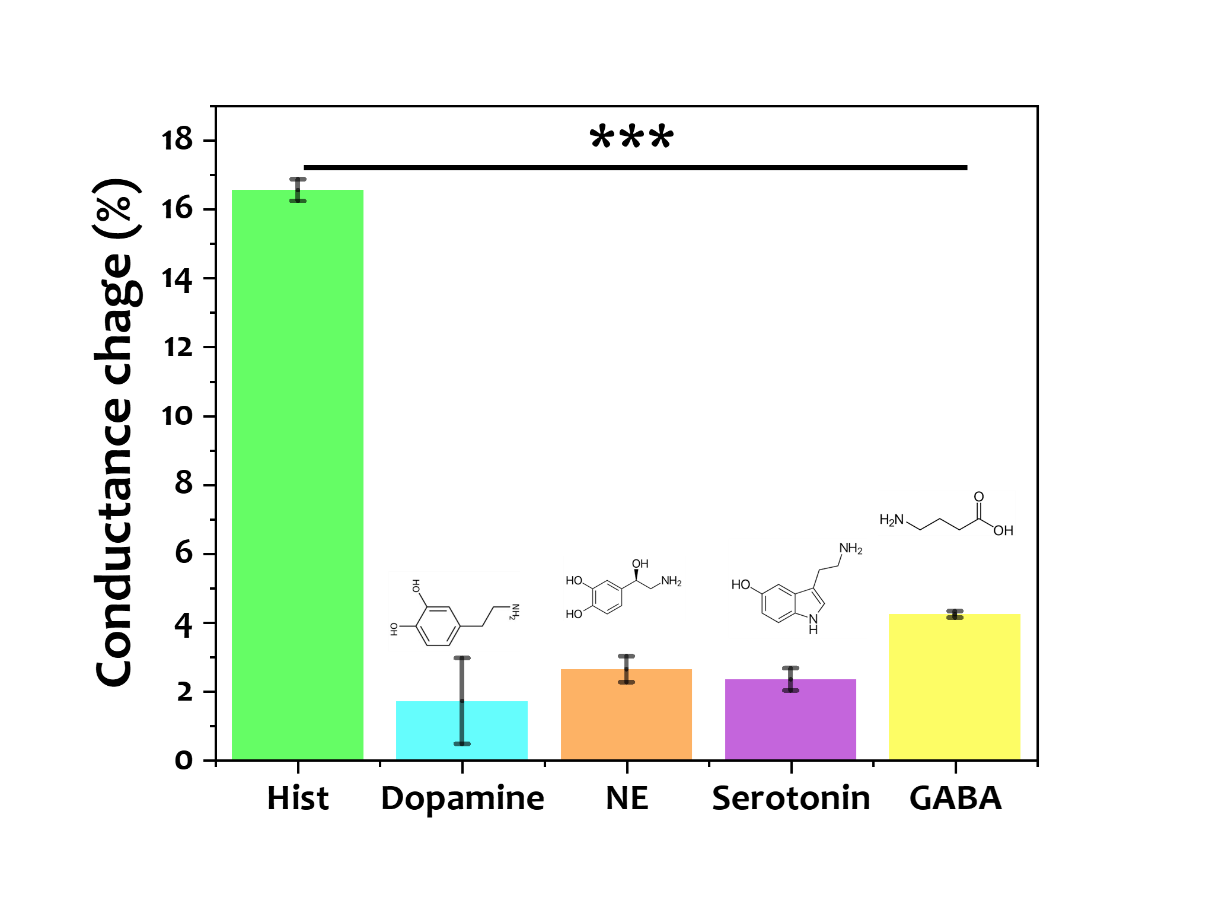 ***
Conductance chage (%)
18
16
14
12
10
8
6
4
2
0
O
H₂N
OH
NH₂
HO
N
H
OH
HO
NH₂
HO
HO
HO
NH₂
Hist Dopamine NE Serotonin GABA